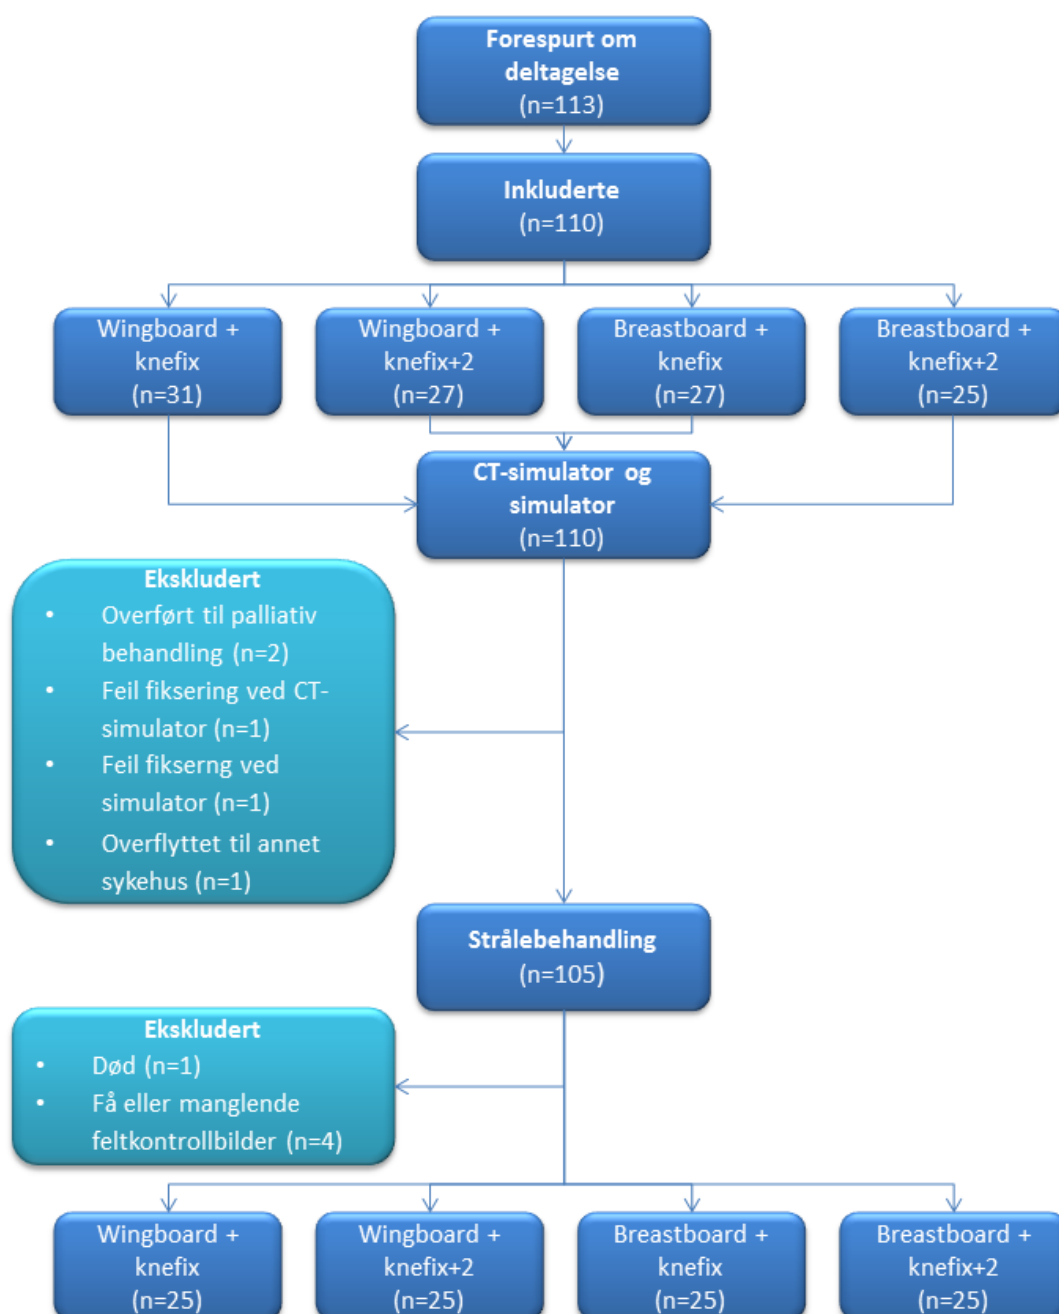 Forespurt om
deltagelse
(n=113)
Inkluderte
(n=110)
Wingboard +
knefix
(n=31)
Wingboard +
knefix+2
(n=27)
Breastboard +
knefix
(n=27)
Breastboard +
knefix+2
(n=25)
CT-simulator og
simulator
(n=110)
Ekskludert
• Overført til palliativ
behandling (n=2)
• Feil fiksering ved CT-
simulator (n=1)
• Feil fikserng ved
simulator (n=1)
• Overflyttet til annet
sykehus (n=1)
Strålebehandling
(n=105)
Ekskludert
• Død (n=1)
• Få eller manglende
feltkontrollbilder (n=4)
Wingboard +
knefix
(n=25)
Wingboard +
knefix+2
(n=25)
Breastboard +
knefix
(n=25)
Breastboard +
knefix+2
(n=25)